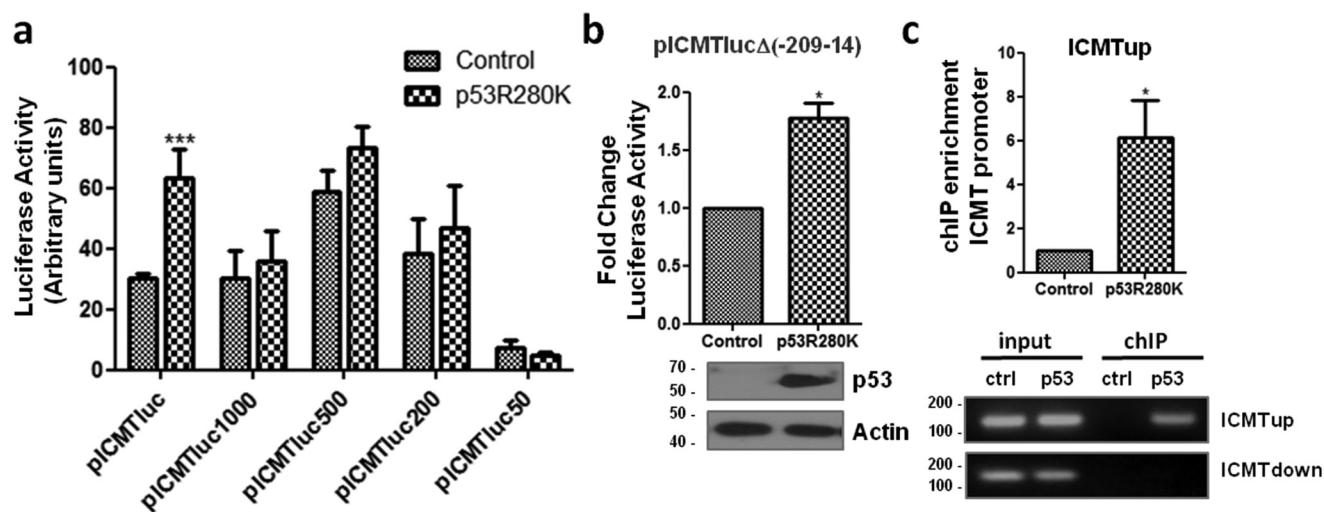 a
Luciferase Activity
(Arbitrary units)
100
80
60
40
20
0
Control
p53R280K
***
pICMTluc
pICMTluc1000
pICMTluc500
pICMTluc200
pICMTluc50
b
pICMTlucΔ(-209-14)
Fold Change
Luciferase Activity
2.0
1.5
1.0
0.5
0.0
*
Control
p53R280K
70 -
50 -
p53
50 -
40 -
Actin
c
ICMTup
chIP enrichment
ICMT promoter
10
8
6
4
2
0
*
Control
p53R280K
input
chIP
ctrl p53 ctrl p53
200 -
100 -
ICMTup
200 -
100 -
ICMTdown